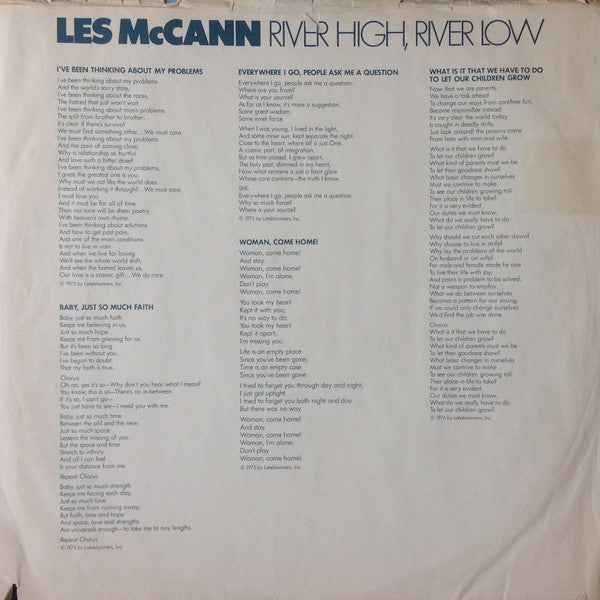 LES McCANN RIVER HIGH, RIVER LOW
I'VE BEEN THINKING ABOUT MY PROBLEMS
I've been thinking about my problems
And the world's sorry state;
I've been thinking about the races,
The hatred that just won't wait.
I've been thinking about man's problems
The split from brother to brother;
It's clear if there's survival
We must find something other....We must care.
I've been thinking about my problems
And the pain of coming close,
Why is relationship so hurtful
And love such a bitter dose?
I've been thinking about my problems,
I guess the greatest one is you;
Why must we act like the world does
Instead of working it through?....We must care.
I must love you
And it must be for all of time,
Then our love will be sheer poetry
With heaven's own rhyme.
I've been thinking about solutions
And how to get past pain,
And one of the main conditions
Is not to live in vain
And when we live for loving
We'll see the whole world shift,
And when the hatred leaves us,
Our love is a cosmic gift....We do care.
© 1975 by Latebloomers, Inc.
BABY, JUST SO MUCH FAITH
Baby, just so much faith
Keeps me believing in us;
Just so much hope
Keeps me from grieving for us.
But it's been so long
I've been without you,
I've begun to doubt
That my faith is true.
Chorus
Oh no, yes it's so—Why don't you hear what I mean?
You know, this is so—There's no in-between
If it's so, I can't go—
You just have to see—I need you with me.
Baby, just so much time
Between the old and the new;
Just so much space
Lessens the missing of you.
But the space and time
Stretch to infinity
And all I can feel
Is your distance from me.
Repeat Chorus
Baby, just so much strength
Keeps me facing each day;
Just so much love
Keeps me from running away;
But faith, time and hope
And space, love and strengths
Are universals enough—to take me to any lengths.
Repeat Chorus
© 1976 by Latebloomers, Inc.
EVERYWHERE I GO, PEOPLE ASK ME A QUESTION
Everywhere I go, people ask me a question:
Where are you from?
What is your source?
As far as I know, it's more a suggestion,
Some great wisdom,
Some inner force
When I was young, I lived in the light,
And some inner sun, kept separate the night;
Close to the heart, where all is just One
A cosmic part, of integration.
But as time passed, I grew apart,
The holy past, dimmed in my heart;
Now what remains is just a faint glow
Whose core contains—the truth I know.
Still:
Everywhere I go, people ask me a question:
Why so much force?
Where is your source?
© 1975 by Latebloomers, Inc.
WOMAN, COME HOME!
Woman, come home!
And stay.
Woman, come home!
Woman, I'm alone;
Don't play.
Woman, come home!
You took my heart
Kept it with you;
It's no way to do.
You took my heart
Kept it apart;
I'm missing you.
Life is an empty place
Since you've been gone;
Time is an empty case
Since you've been gone
I tried to forget you through day and night;
I just got uptight.
I tried to forget you both night and day.
But there was no way.
Woman, come home!
And stay.
Woman, come home!
Woman, I'm alone;
Don't play
Woman, come home!
© 1975 by Latebloomers, Inc.
WHAT IS IT THAT WE HAVE TO DO
TO LET OUR CHILDREN GROW
Now that we are parents,
We have a task ahead
To change our ways from carefree fun,
Become responsible instead
It's very clear the world today
Is caught in deadly strife;
Just look around! the poisons come
From hate with man and wife.
What is it that we have to do
To let our children grow?
What kind of parents must we be
To let their goodness show?
What basic changes in ourselves
Must we contrive to make
To see our children growing tall
Their place in life to take?
For it is very evident
Our duties we must know;
What do we really have to do
To let our children grow?
Why should we cut each other down?
Why choose to live in strife?
Why lay the problems of the world
On husband or on wife?
For male and female made he one
To live their life with joy,
And pain's a problem to be solved,
Not a weapon to employ
What we do between ourselves
Becomes a pattern for our young,
If we could only change ourselves
We'd find the job was done.
Chorus:
What is it that we have to do
To let our children grow?
What kind of parents must we be
To let their goodness show?
What basic changes in ourselves
Must we contrive to make
To see our children growing tall
Their place in life to take?
For it is very evident
Our duties we must know,
What do we really have to do
To let our children grow?
© 1976 by Latebloomers, Inc.